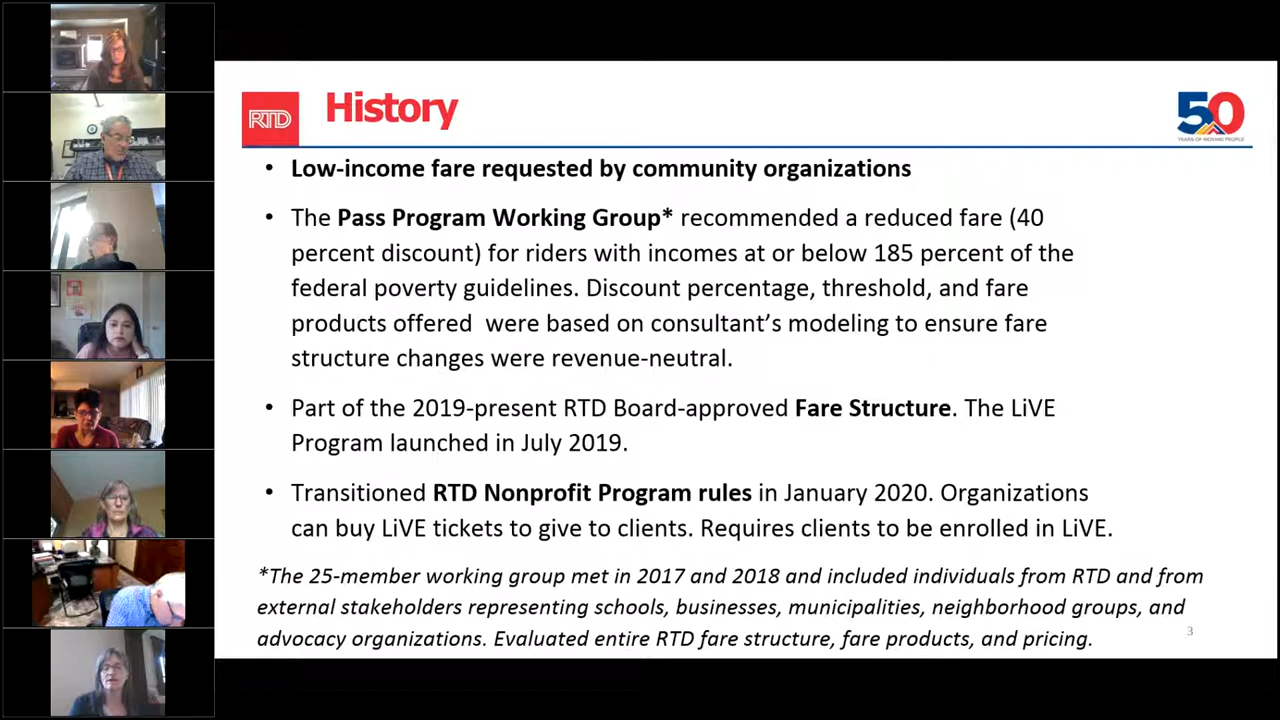 RTD
History
50
YEARS OF MOVING PEOPLE
• Low-income fare requested by community organizations
• The Pass Program Working Group* recommended a reduced fare (40
percent discount) for riders with incomes at or below 185 percent of the
federal poverty guidelines. Discount percentage, threshold, and fare
products offered were based on consultant’s modeling to ensure fare
structure changes were revenue-neutral.
• Part of the 2019-present RTD Board-approved Fare Structure. The LiVE
Program launched in July 2019.
• Transitioned RTD Nonprofit Program rules in January 2020. Organizations
can buy LiVE tickets to give to clients. Requires clients to be enrolled in LiVE.
*The 25-member working group met in 2017 and 2018 and included individuals from RTD and from
external stakeholders representing schools, businesses, municipalities, neighborhood groups, and
advocacy organizations. Evaluated entire RTD fare structure, fare products, and pricing.
3